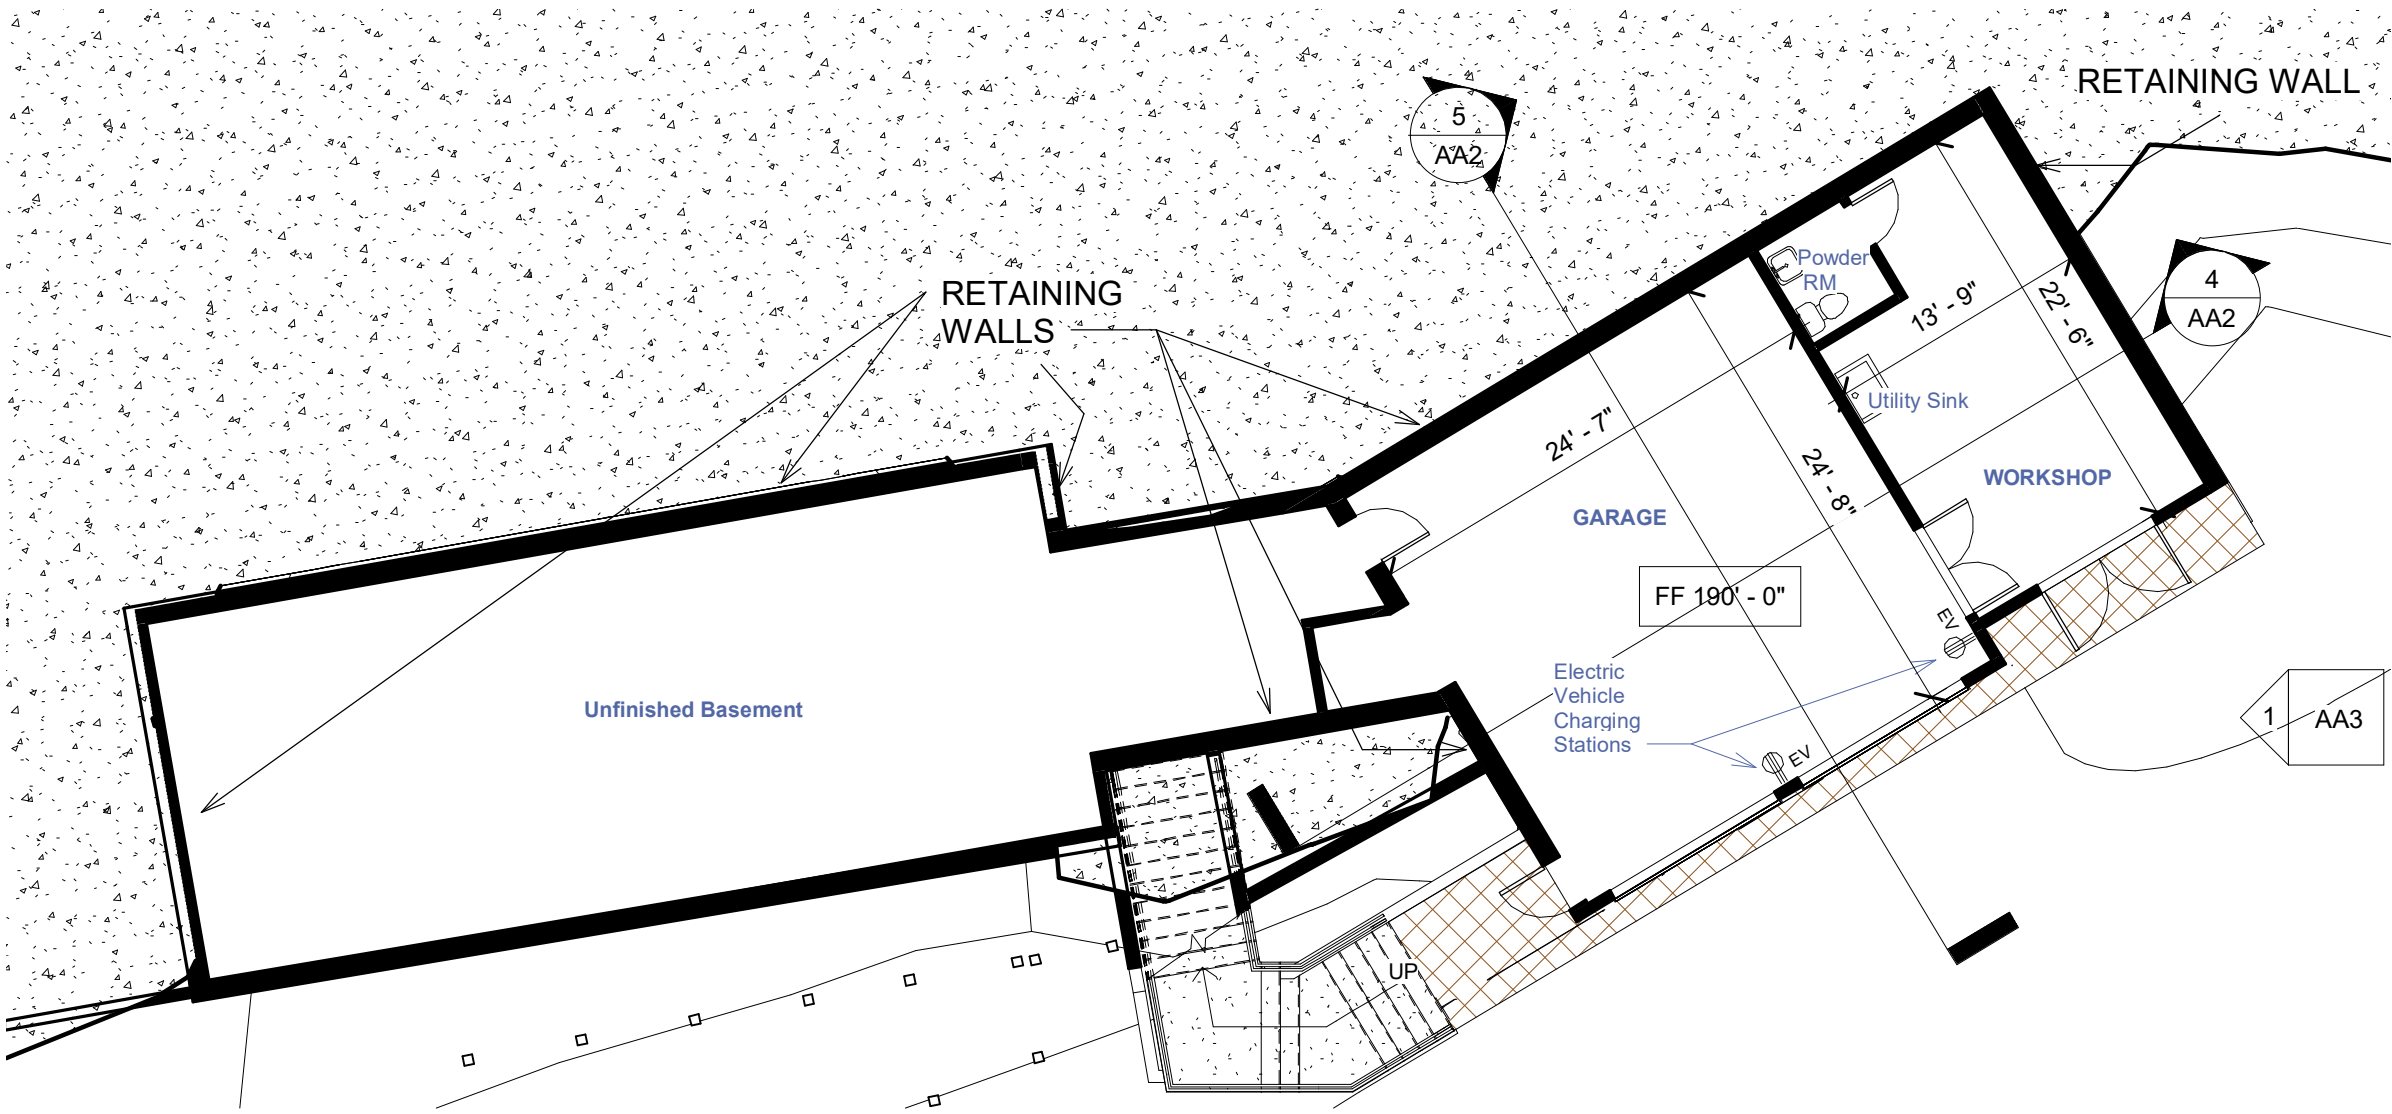 RETAINING WALL
5
AA2
4
AA2
Powder
RM
13' - 9"
22' - 6"
RETAINING
WALLS
Utility Sink
24' - 7"
24' - 8"
WORKSHOP
GARAGE
FF 190' - 0"
EV
Electric
Vehicle
Charging
Stations
EV
1
AA3
Unfinished Basement
UP